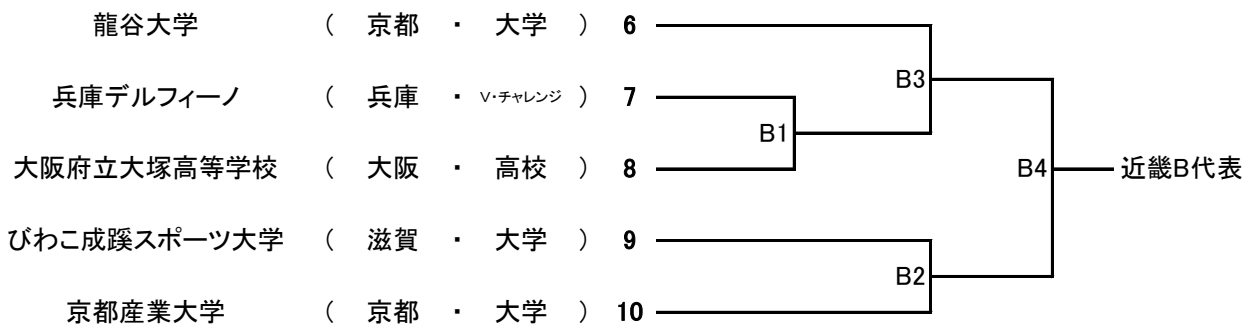 龍谷大学 ( 京都 ・ 大学 ) 6
B3
兵庫デルフィーノ ( 兵庫 ・ V・チャレンジ ) 7
B1
大阪府立大塚高等学校 ( 大阪 ・ 高校 ) 8
B4 近畿B代表
びわこ成蹊スポーツ大学 ( 滋賀 ・ 大学 ) 9
B2
京都産業大学 ( 京都 ・ 大学 ) 10